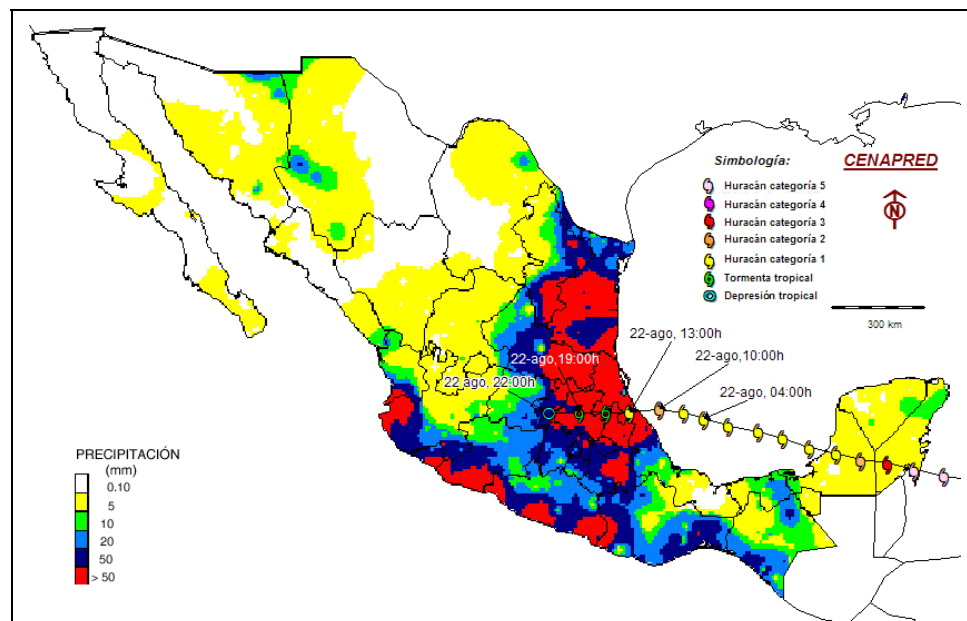 Simbología:
CENAPRED
Huracán categoría 5
Huracán categoría 4
Huracán categoría 3
Huracán categoría 2
Huracán categoría 1
Tormenta tropical
Depresión tropical
N
300 km
22-ago, 13:00h
22-ago,19:00h
22-ago,10:00h
22 ago, 22:00h
22-ago, 04:00h
PRECIPITACIÓN
(mm)
0.10
5
10
20
50
> 50